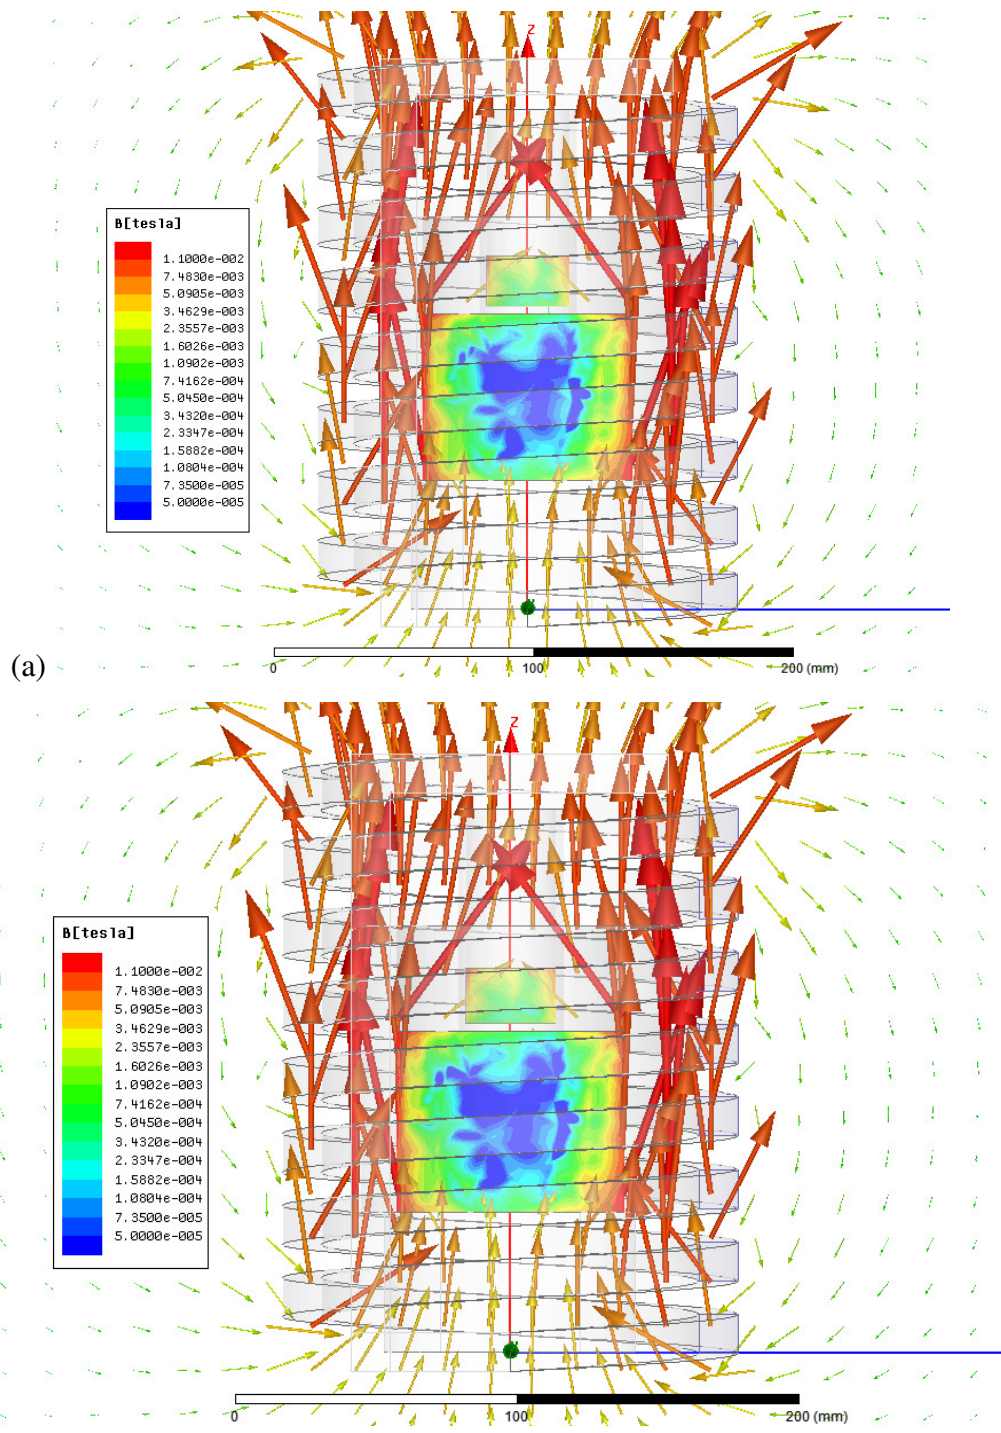 Z
B[tesla]
1.1000e-002
7.4830e-003
5.0905e-003
3.4629e-003
2.3557e-003
1.6026e-003
1.0902e-003
7.4162e-004
5.0450e-004
3.4320e-004
2.3347e-004
1.5882e-004
1.0804e-004
7.3500e-005
5.0000e-005
(a)
0 100 200 (mm)
Z
B[tesla]
1.1000e-002
7.4830e-003
5.0905e-003
3.4629e-003
2.3557e-003
1.6026e-003
1.0902e-003
7.4162e-004
5.0450e-004
3.4320e-004
2.3347e-004
1.5882e-004
1.0804e-004
7.3500e-005
5.0000e-005
0 100 200 (mm)